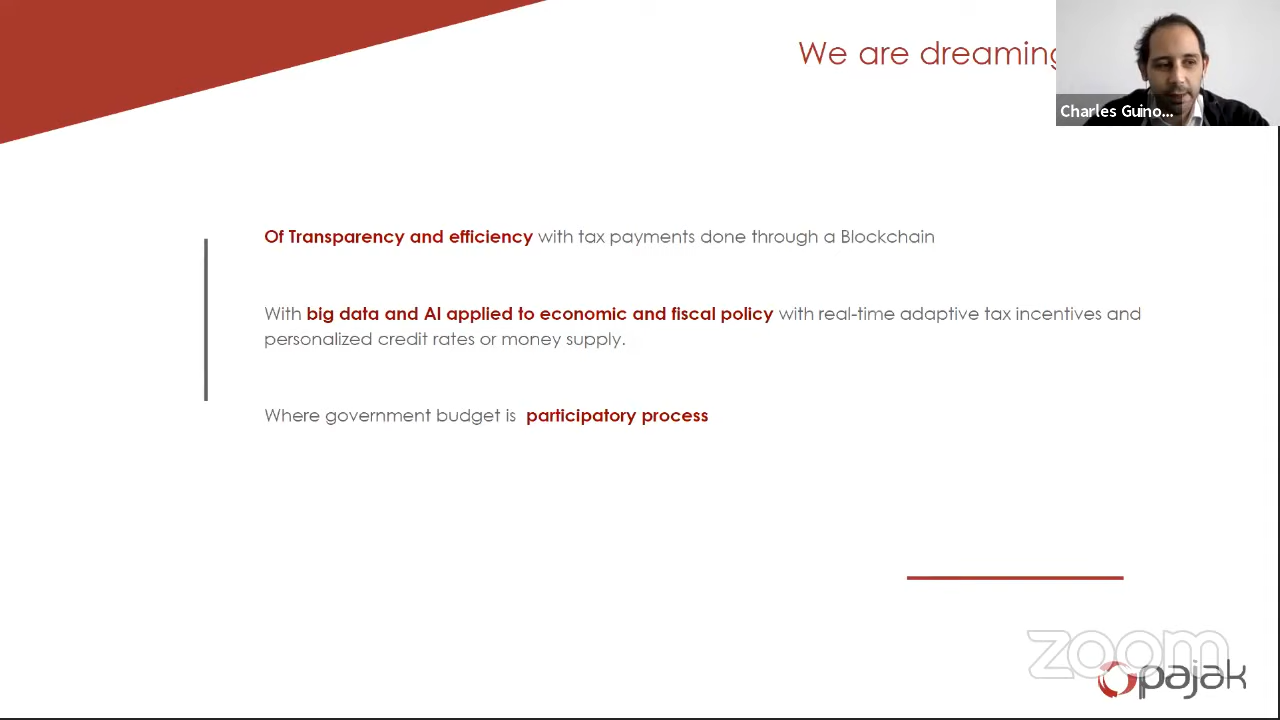 We are dreaming
Charles Guino...
Of Transparency and efficiency with tax payments done through a Blockchain
With big data and AI applied to economic and fiscal policy with real-time adaptive tax incentives and
personalized credit rates or money supply.
Where government budget is participatory process
zoom
pajak